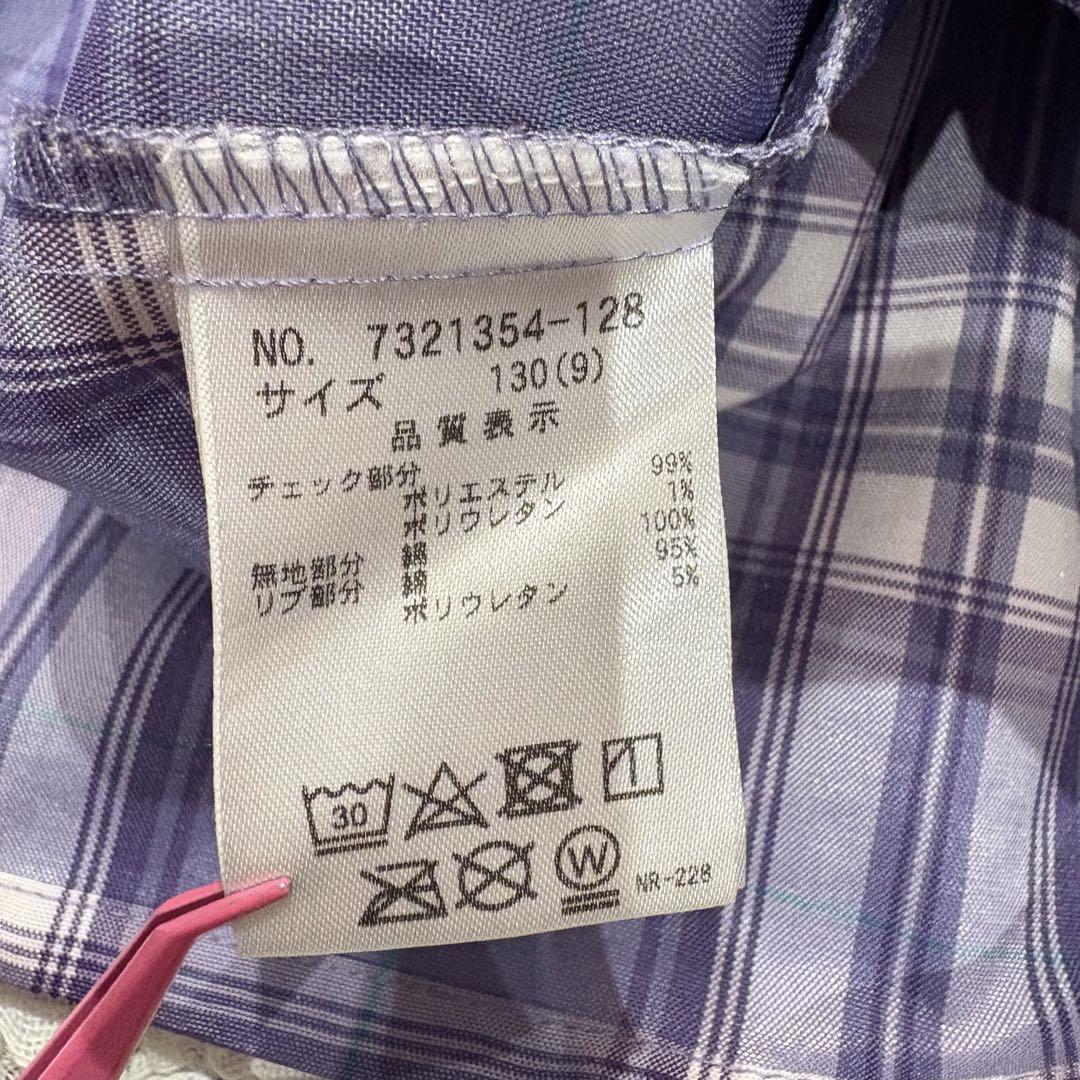 NO. 7321354-128
サイズ 130(9)
品質表示
チェック部分
ポリエステル 99%
ポリウレタン 1%
無地部分 綿 100%
リブ部分 綿 95%
ポリウレタン 5%
30
W
NR-228